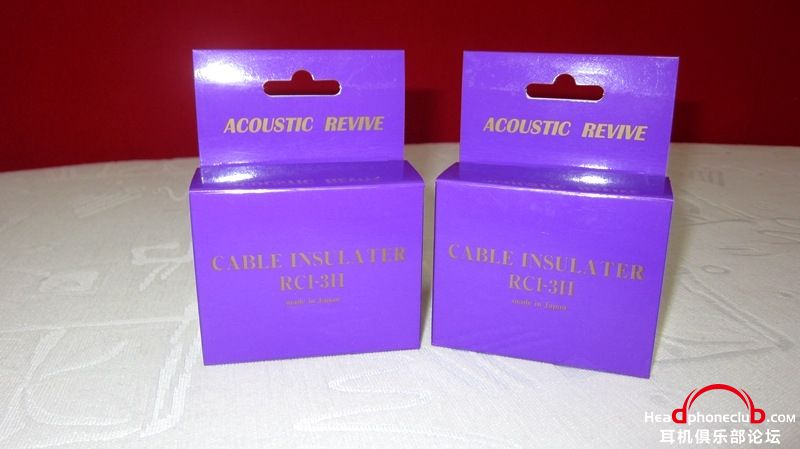 ACOUSTIC REVIVE
CABLE INSULATER
RCI-3H
made in Japan
ACOUSTIC REVIVE
CABLE INSULATER
RCI-3H
made in Japan
Headphoneclub.com
耳机俱乐部论坛